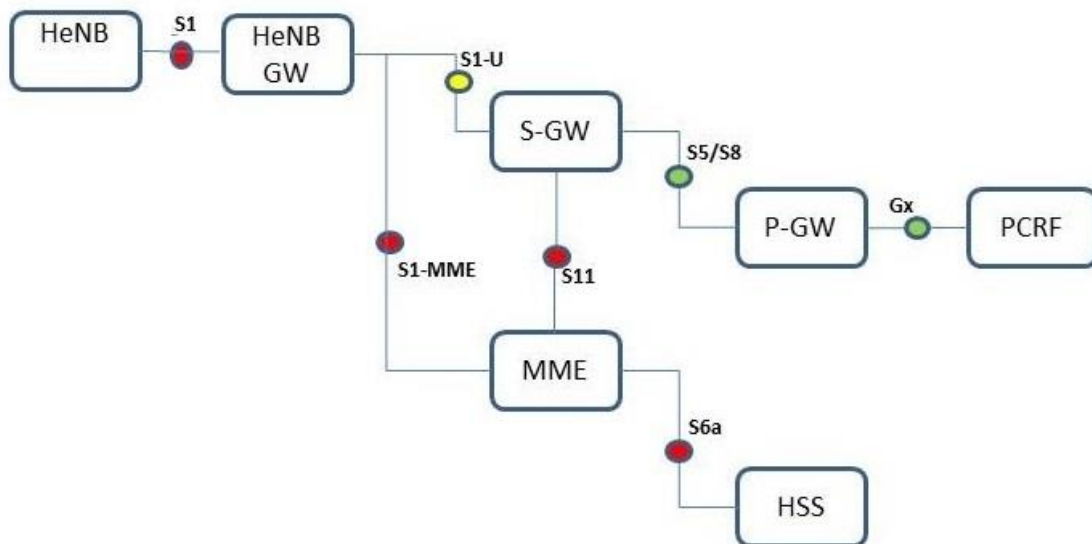 HeNB
S1
HeNB
GW
S1-U
S-GW
S5/S8
P-GW
Gx
PCRF
S1-MME
S11
MME
S6a
HSS